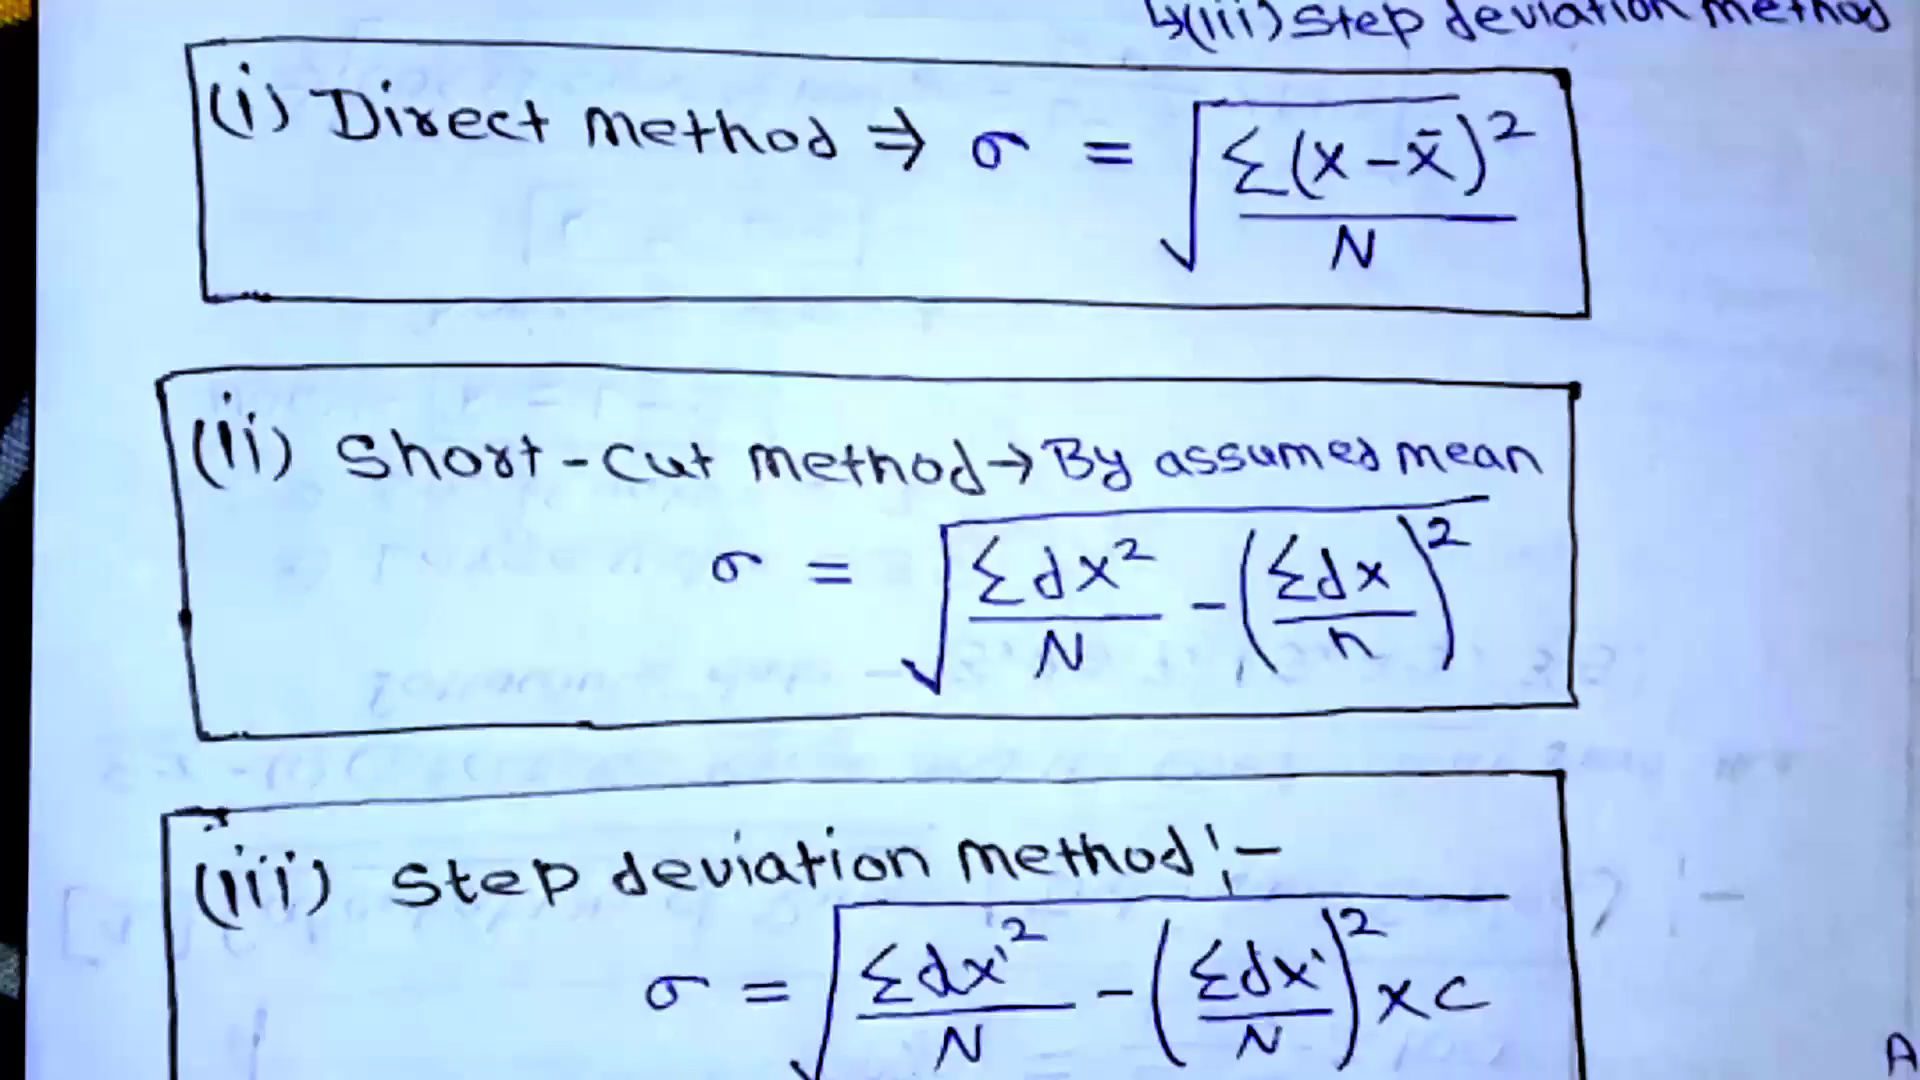 ↳(iii) Step deviation method
(i) Direct method ⇒ σ = √(Σ(x-x̄)²/N)
(ii) Short-cut method → By assumed mean
σ = √(Σdx²/N - (Σdx/n)²)
(iii) Step deviation method :-
σ = √(Σdx'²/N - (Σdx'/N)² × c)
A